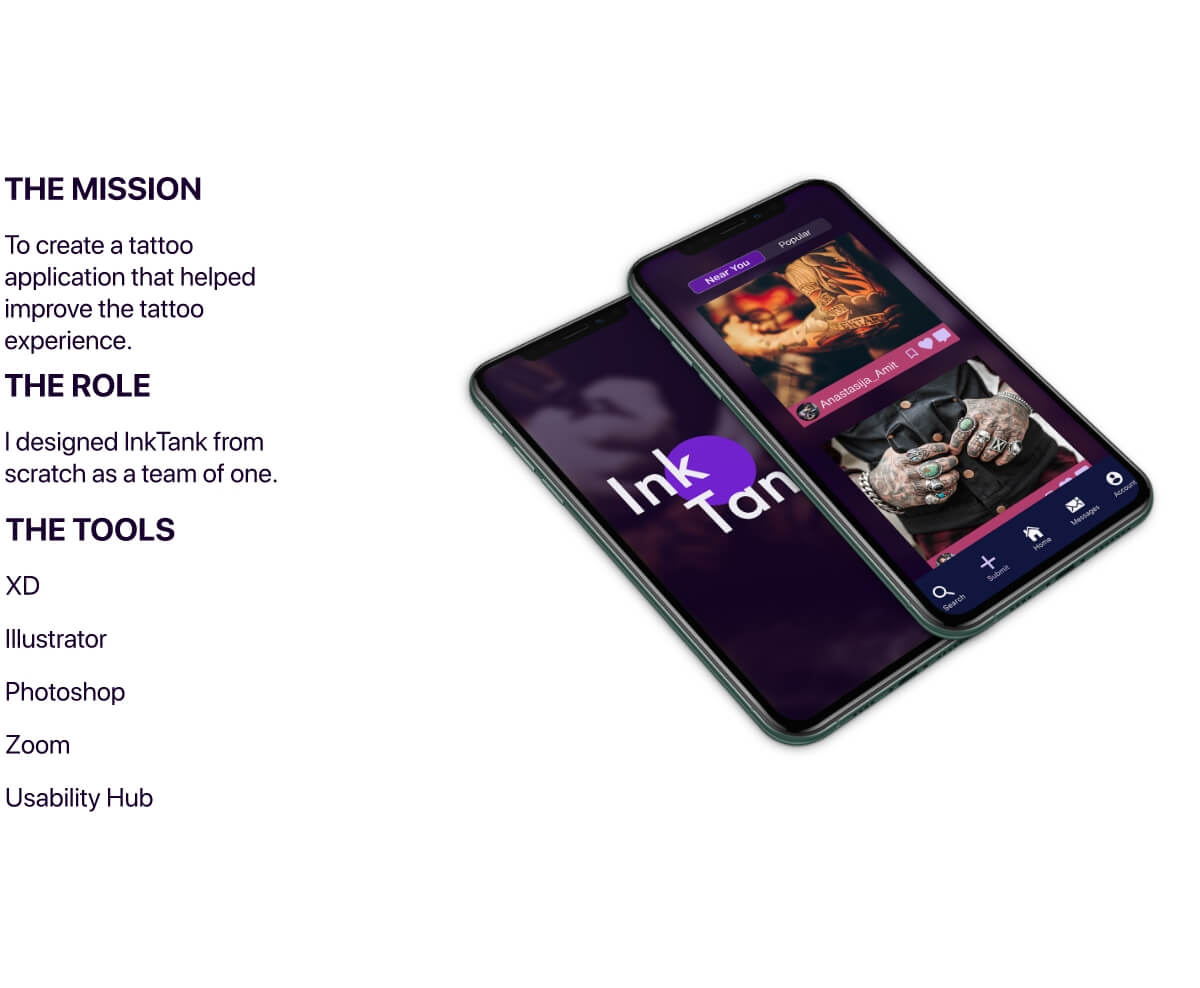 THE MISSION
To create a tattoo
application that helped
improve the tattoo
experience.
THE ROLE
I designed InkTank from
scratch as a team of one.
THE TOOLS
XD
Illustrator
Photoshop
Zoom
Usability Hub
Ink
Tan
Near You
Popular
Anastasija_Amit
Search
Submit
Home
Messages
Account